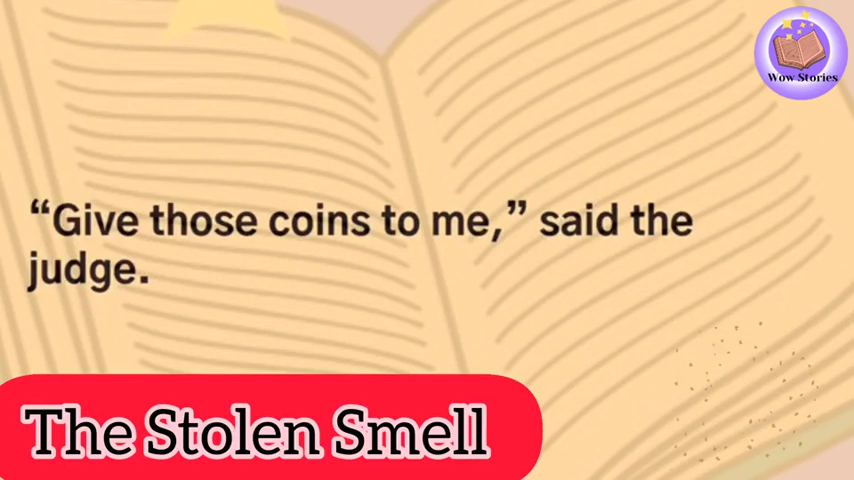 Wow Stories
“Give those coins to me,” said the
judge.
The Stolen Smell